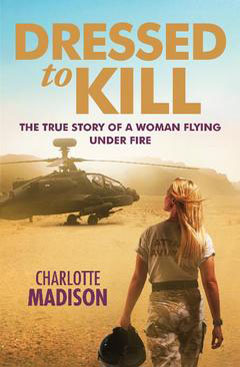 DRESSED
to KILL
THE TRUE STORY OF A WOMAN FLYING
UNDER FIRE
CHARLOTTE
MADISON